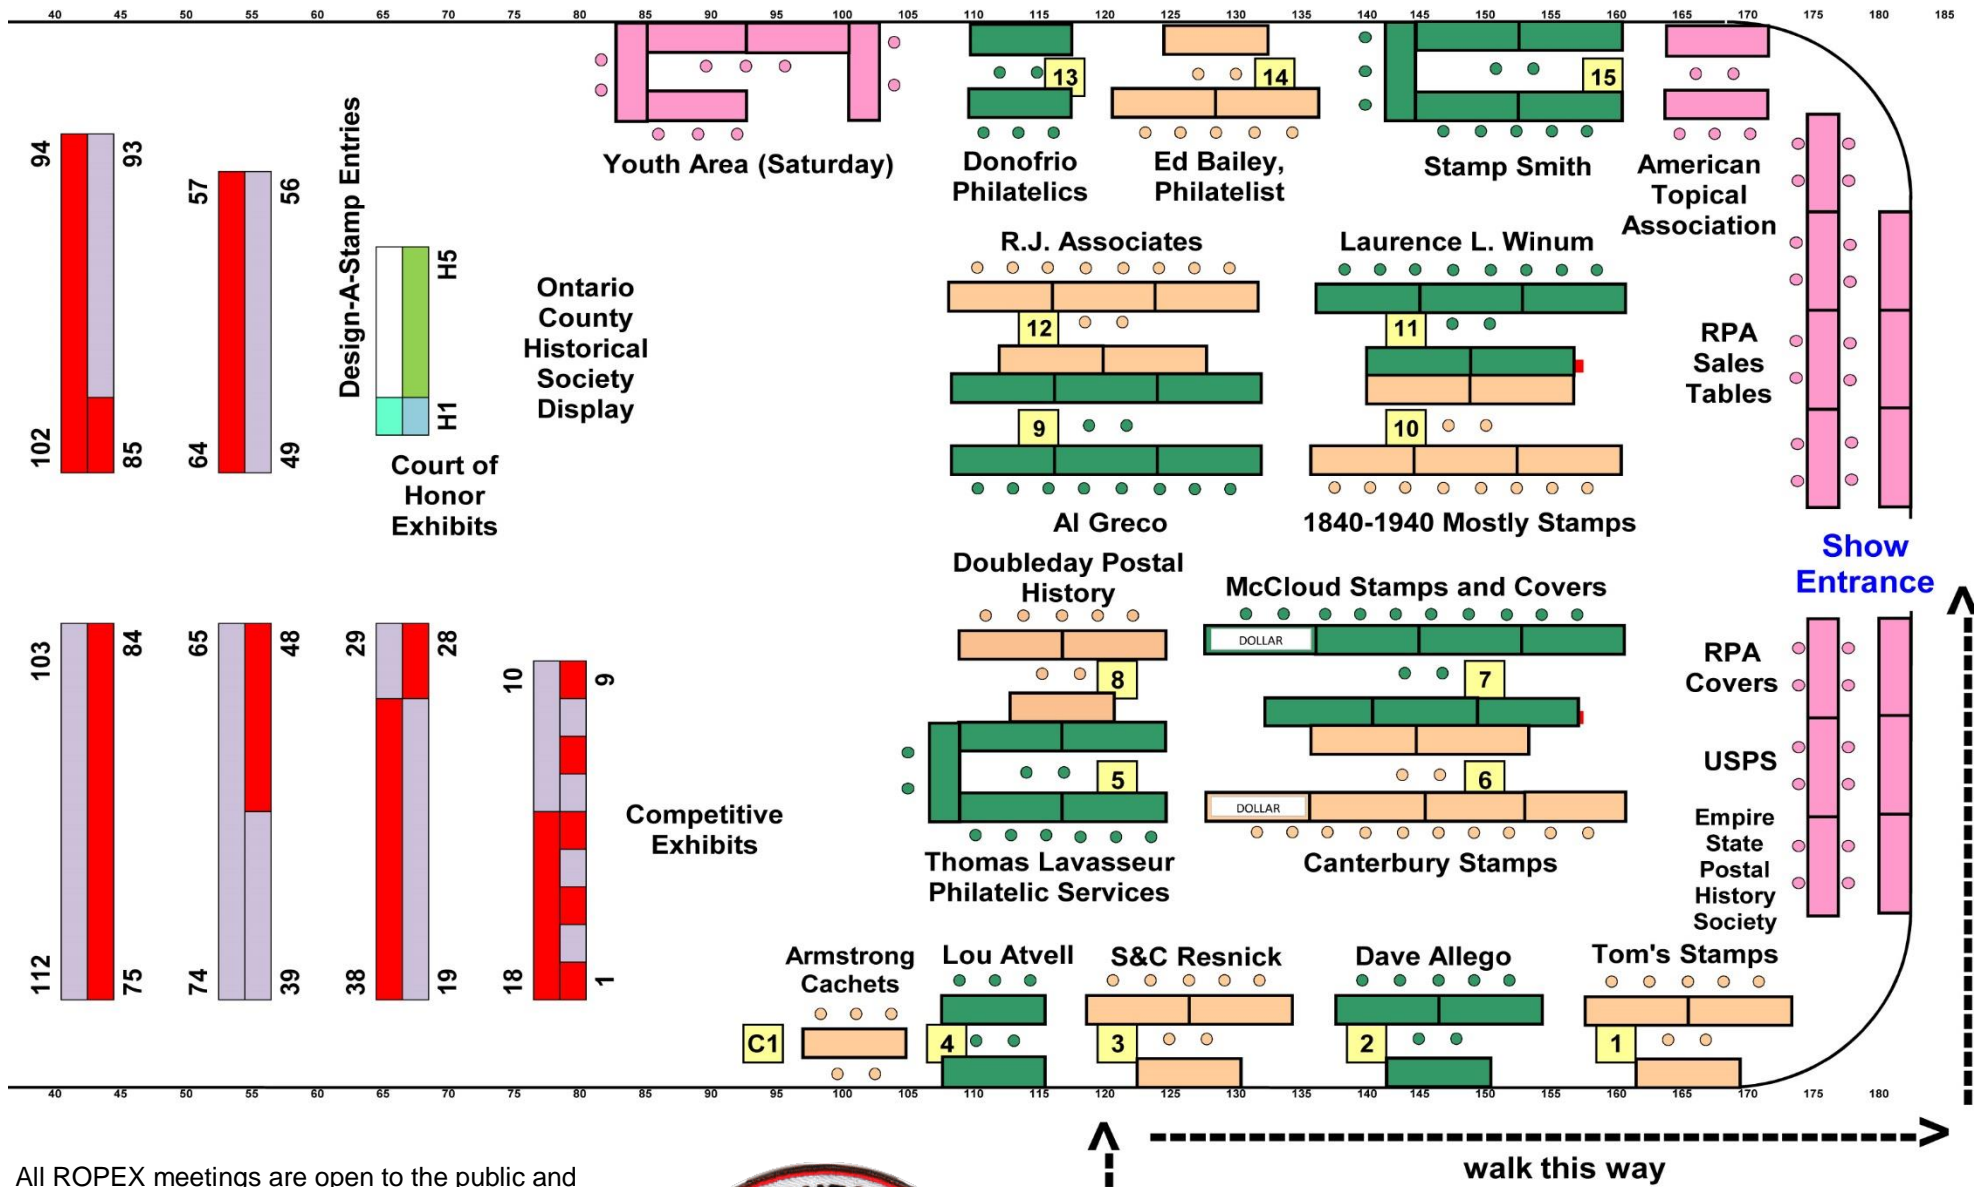 40 45 50 55 60 65 70 75 80 85 90 95 100 105 110 115 120 125 130 135 140 145 150 155 160 165 170 175 180 185
13
14
15
Youth Area (Saturday)
Donofrio
Philatelics
Ed Bailey,
Philatelist
Stamp Smith
American
Topical
Association
94
93
57
56
Design-A-Stamp Entries
H5
H1
102
85
64
49
Ontario
County
Historical
Society
Display
Court of
Honor
Exhibits
R.J. Associates
12
9
Al Greco
Laurence L. Winum
11
10
1840-1940 Mostly Stamps
RPA
Sales
Tables
Show
Entrance
Doubleday Postal
History
8
5
Thomas Lavasseur
Philatelic Services
McCloud Stamps and Covers
DOLLAR
7
6
DOLLAR
Canterbury Stamps
RPA
Covers
USPS
Empire
State
Postal
History
Society
103
84
65
48
29
28
10
9
112
75
74
39
38
19
18
1
Competitive
Exhibits
Armstrong
Cachets
C1
Lou Atvell
4
S&C Resnick
3
Dave Allego
2
Tom's Stamps
1
40 45 50 55 60 65 70 75 80 85 90 95 100 105 110 115 120 125 130 135 140 145 150 155 160 165 170 175 180
walk this way
All ROPEX meetings are open to the public and